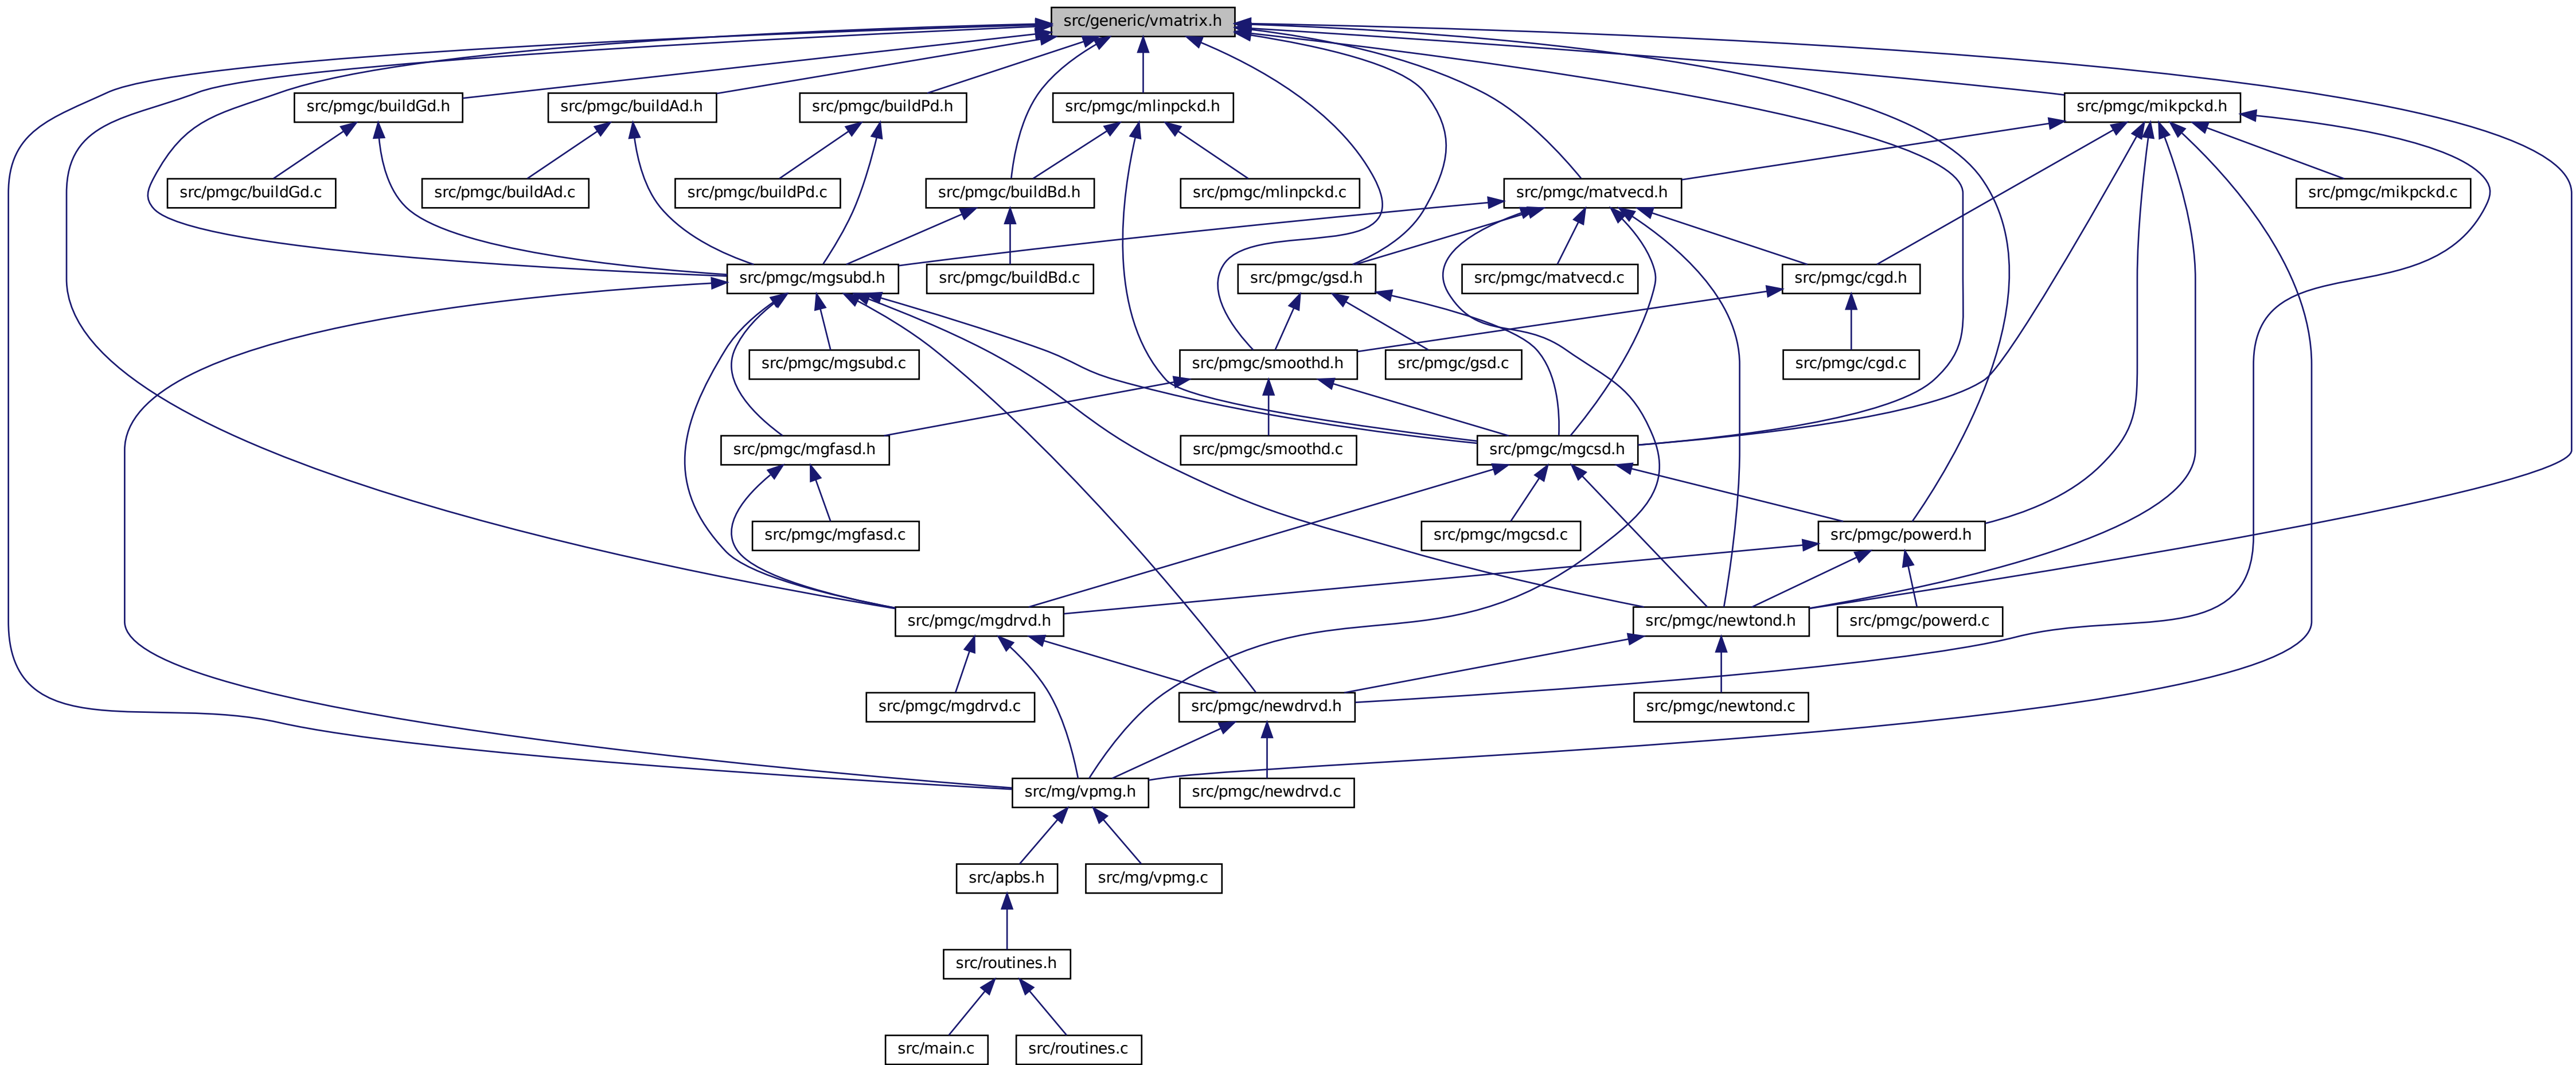 src/generic/vmatrix.h
src/pmgc/buildGd.h
src/pmgc/buildAd.h
src/pmgc/buildPd.h
src/pmgc/mlinpckd.h
src/pmgc/mikpckd.h
src/pmgc/buildGd.c
src/pmgc/buildAd.c
src/pmgc/buildPd.c
src/pmgc/buildBd.h
src/pmgc/mlinpckd.c
src/pmgc/matvecd.h
src/pmgc/mikpckd.c
src/pmgc/mgsubd.h
src/pmgc/buildBd.c
src/pmgc/gsd.h
src/pmgc/matvecd.c
src/pmgc/cgd.h
src/pmgc/mgsubd.c
src/pmgc/smoothd.h
src/pmgc/gsd.c
src/pmgc/cgd.c
src/pmgc/mgfasd.h
src/pmgc/smoothd.c
src/pmgc/mgcsd.h
src/pmgc/mgfasd.c
src/pmgc/mgcsd.c
src/pmgc/powerd.h
src/pmgc/mgdrvd.h
src/pmgc/newtond.h
src/pmgc/powerd.c
src/pmgc/mgdrvd.c
src/pmgc/newdrvd.h
src/pmgc/newtond.c
src/mg/vpmg.h
src/pmgc/newdrvd.c
src/apbs.h
src/mg/vpmg.c
src/routines.h
src/main.c
src/routines.c